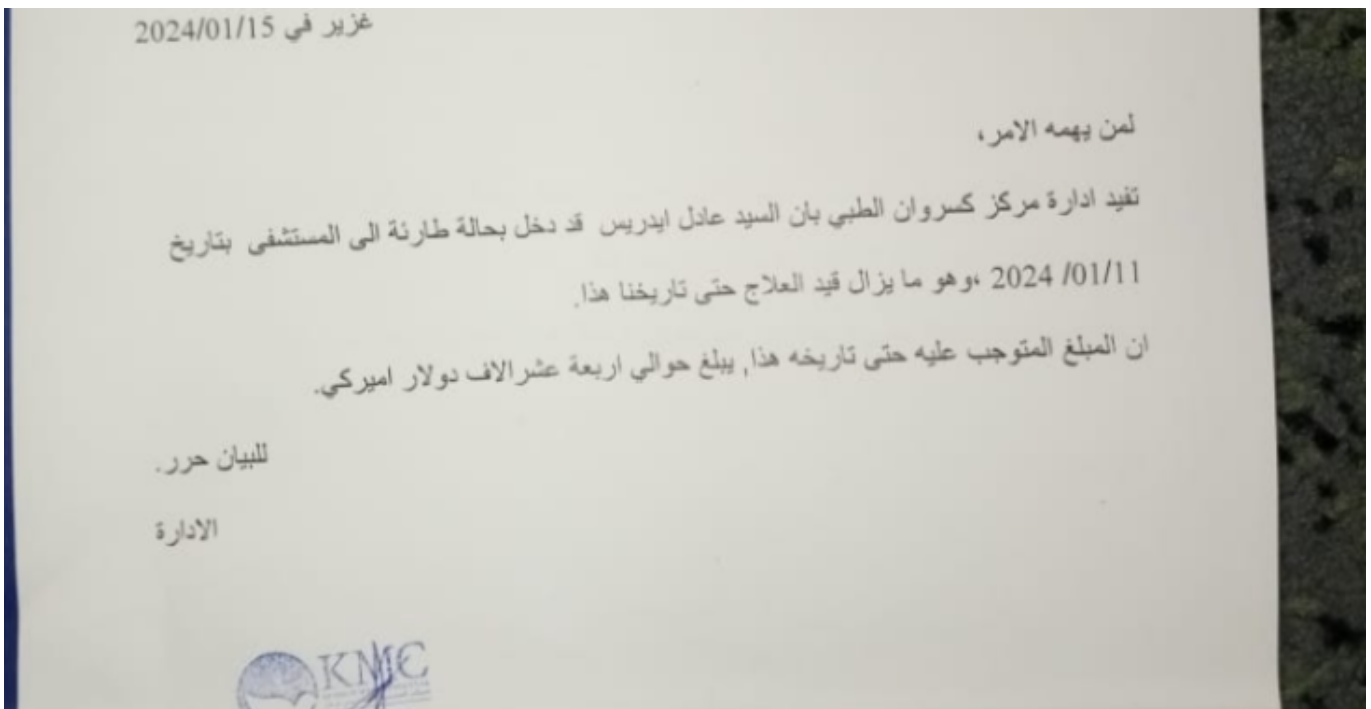 غزير في 2024/01/15
لمن يهمه الامر،
تفيد ادارة مركز كسروان الطبي بان السيد عادل ايدريس قد دخل بحالة طارئة الى المستشفى بتاريخ
2024 /01/11 ،وهو ما يزال قيد العلاج حتى تاريخنا هذا.
ان المبلغ المتوجب عليه حتى تاريخه هذا, يبلغ حوالي اربعة عشرالاف دولار اميركي.
للبيان حرر.
الادارة
KMC